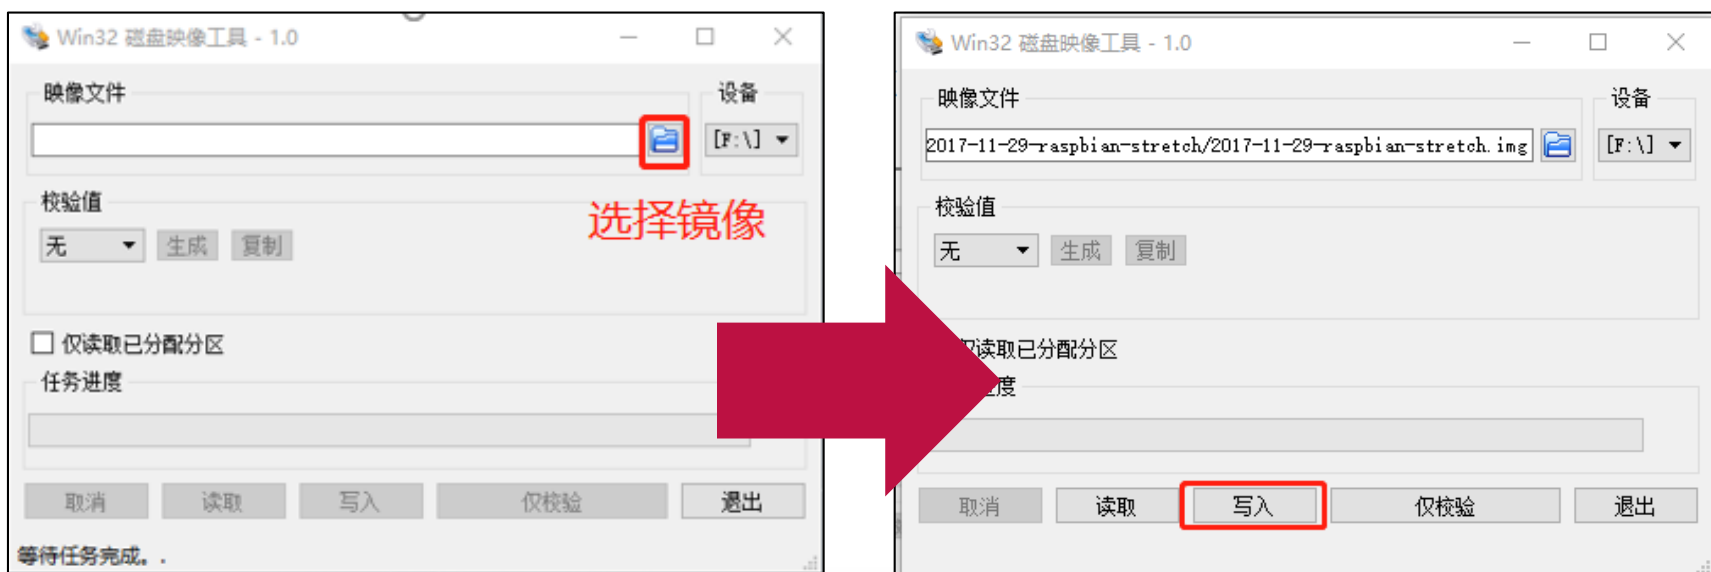 Win32 磁盘映像工具 - 1.0
映像文件
设备
[F:\]
选择镜像
校验值
无
生成
复制
仅读取已分配分区
任务进度
取消
读取
写入
仅校验
退出
等待任务完成。.
Win32 磁盘映像工具 - 1.0
映像文件
设备
2017-11-29-raspbian-stretch/2017-11-29-raspbian-stretch.img
[F:\]
校验值
无
生成
复制
读取已分配分区
度
取消
读取
写入
仅校验
退出